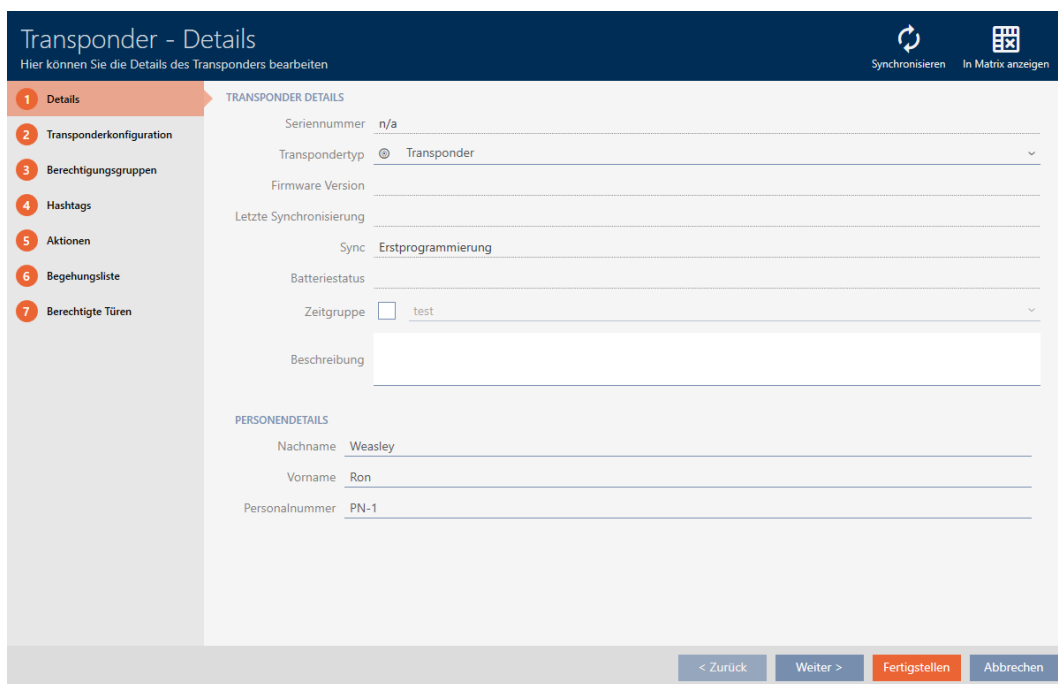 Transponder - Details
Hier können Sie die Details des Transponders bearbeiten
Synchronisieren
In Matrix anzeigen
1 Details
2 Transponderkonfiguration
3 Berechtigungsgruppen
4 Hashtags
5 Aktionen
6 Begehungsliste
7 Berechtigte Türen
TRANSPONDER DETAILS
Seriennummer n/a
Transpondertyp Transponder
Firmware Version
Letzte Synchronisierung
Sync Erstprogrammierung
Batteriestatus
Zeitgruppe test
Beschreibung
PERSONENDETAILS
Nachname Weasley
Vorname Ron
Personalnummer PN-1
< Zurück
Weiter >
Fertigstellen
Abbrechen